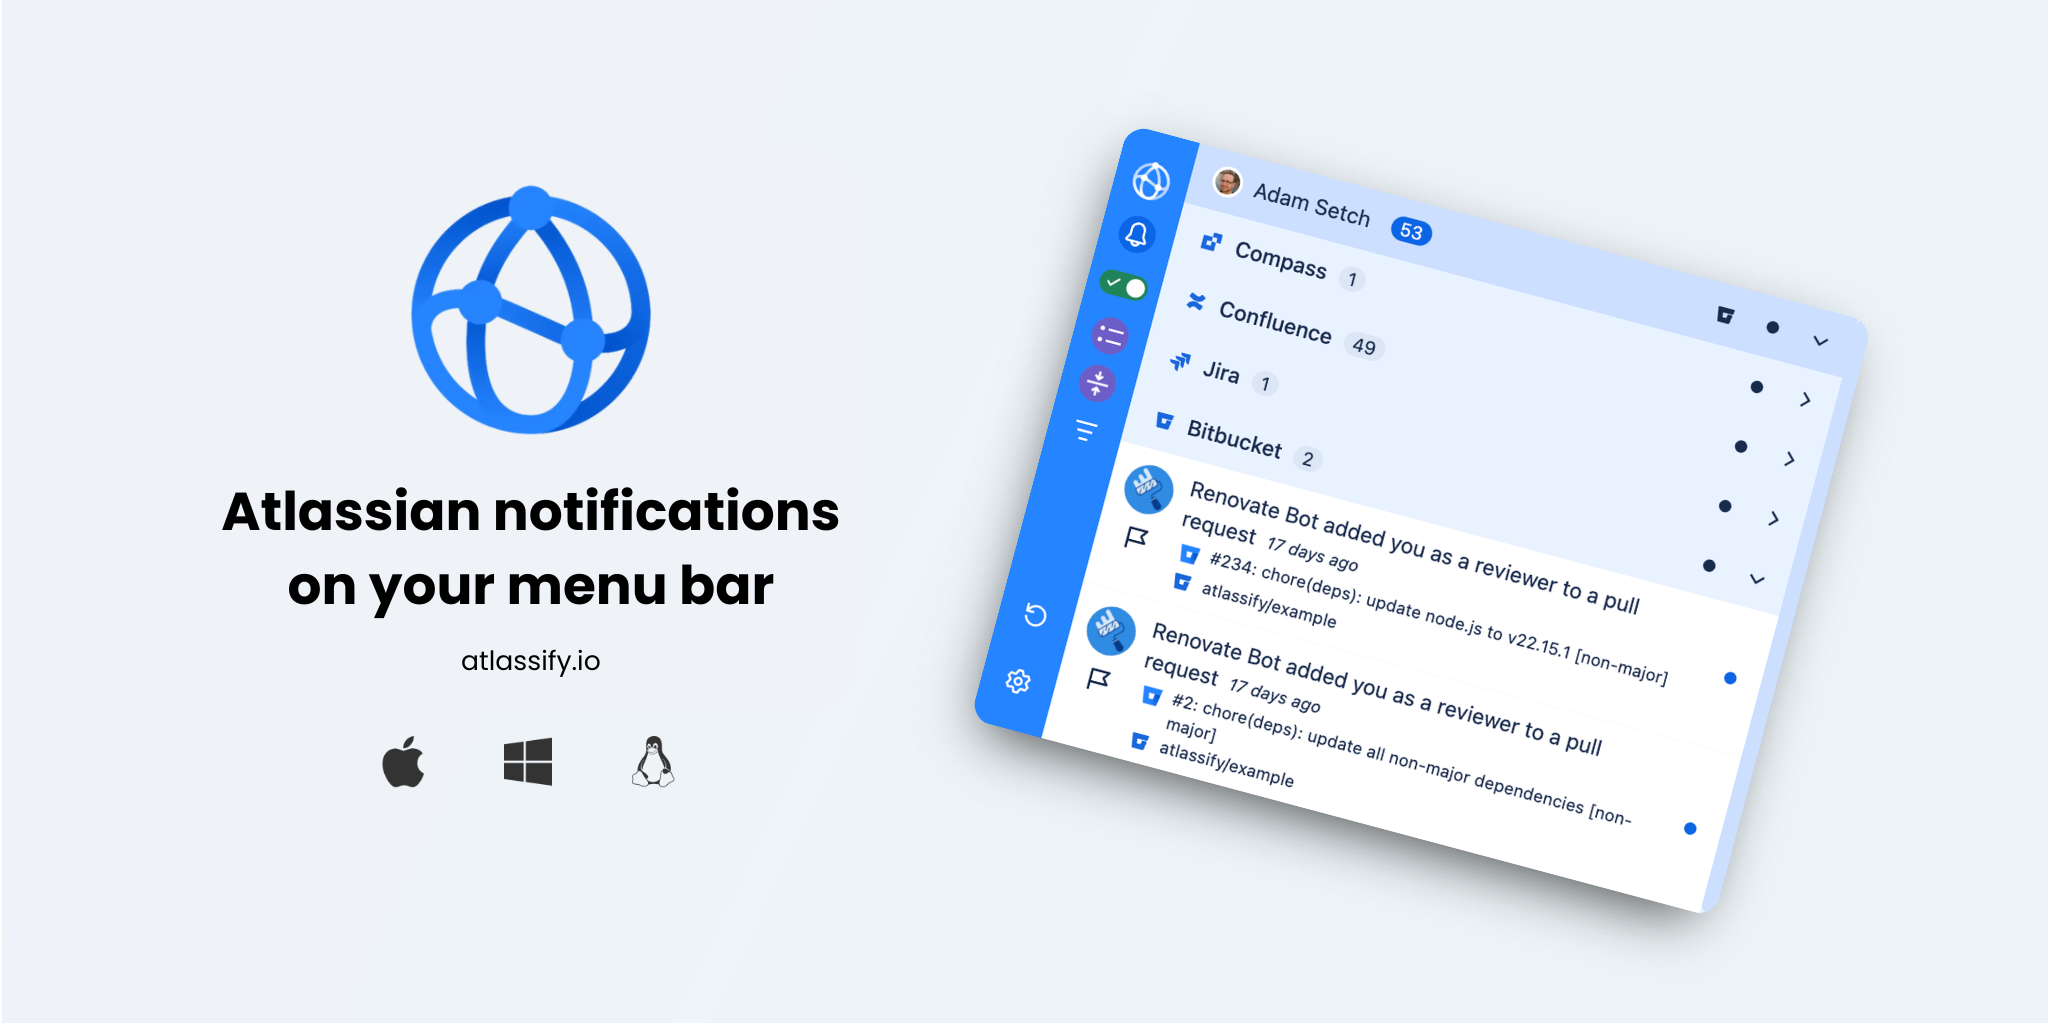 Atlassian notifications
on your menu bar
atlassify.io
Adam Setch 53
Compass 1
Confluence 49
Jira 1
Bitbucket 2
Renovate Bot added you as a reviewer to a pull
request 17 days ago
#234: chore(deps): update node.js to v22.15.1 [non-major]
atlassify/example
Renovate Bot added you as a reviewer to a pull
request 17 days ago
#2: chore(deps): update all non-major dependencies [non-
major]
atlassify/example